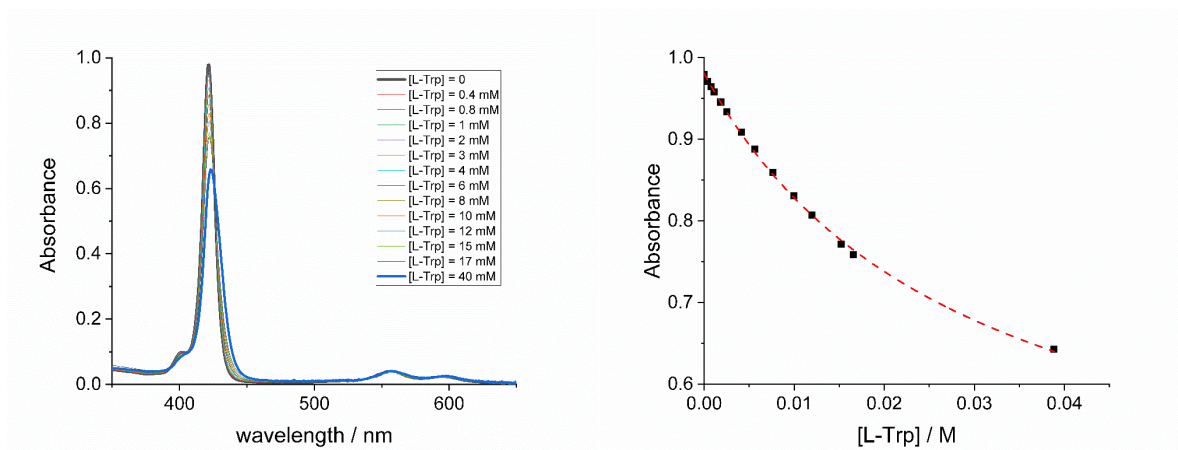 1.0
0.8
0.6
0.4
0.2
0.0
Absorbance
400
500
600
wavelength / nm
[L-Trp] = 0
[L-Trp] = 0.4 mM
[L-Trp] = 0.8 mM
[L-Trp] = 1 mM
[L-Trp] = 2 mM
[L-Trp] = 3 mM
[L-Trp] = 4 mM
[L-Trp] = 6 mM
[L-Trp] = 8 mM
[L-Trp] = 10 mM
[L-Trp] = 12 mM
[L-Trp] = 15 mM
[L-Trp] = 17 mM
[L-Trp] = 40 mM
1.0
0.9
0.8
0.7
0.6
Absorbance
0.00
0.01
0.02
0.03
0.04
[L-Trp] / M